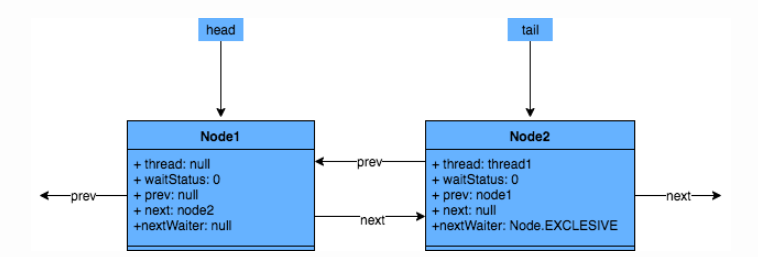 head
tail
Node1
+ thread: null
+ waitStatus: 0
+ prev: null
+ next: node2
+nextWaiter: null
Node2
+ thread: thread1
+ waitStatus: 0
+ prev: node1
+ next: null
+nextWaiter: Node.EXCLESIVE
prev
prev
next
next